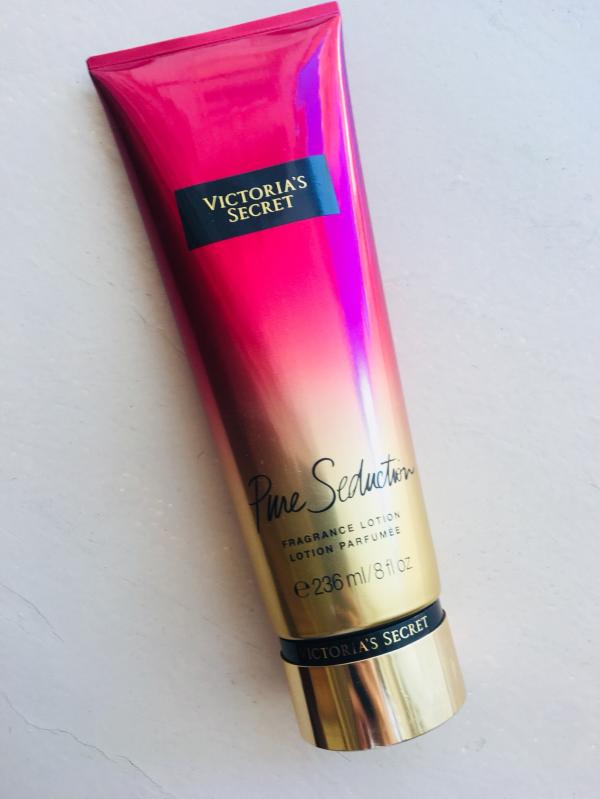 VICTORIA'S
SECRET
Pure Seduction
FRAGRANCE LOTION
LOTION PARFUMÉE
℮ 236 ml/8 fl oz
VICTORIA'S SECRET